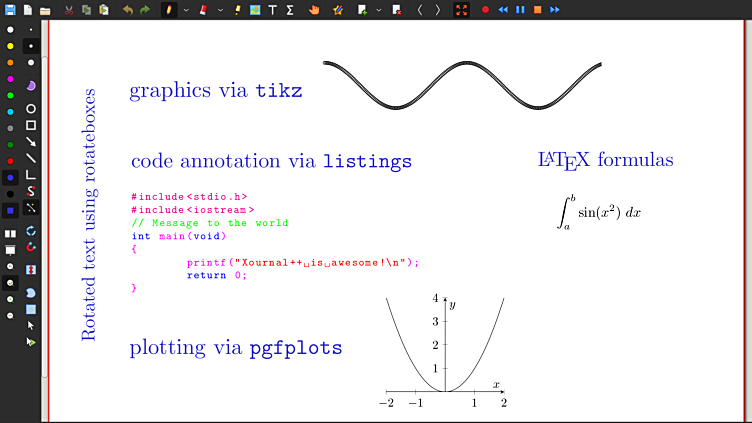 graphics via tikz
Rotated text using rotateboxes
code annotation via listings
LATEX formulas
#include<stdio.h>
#include<iostream>
// Message to the world
int main(void)
{
printf("Xournal++␣is␣awesome!\n");
return 0;
}
∫_a^b sin(x²) dx
plotting via pgfplots
4
y
3
2
1
x
−2 −1 1 2